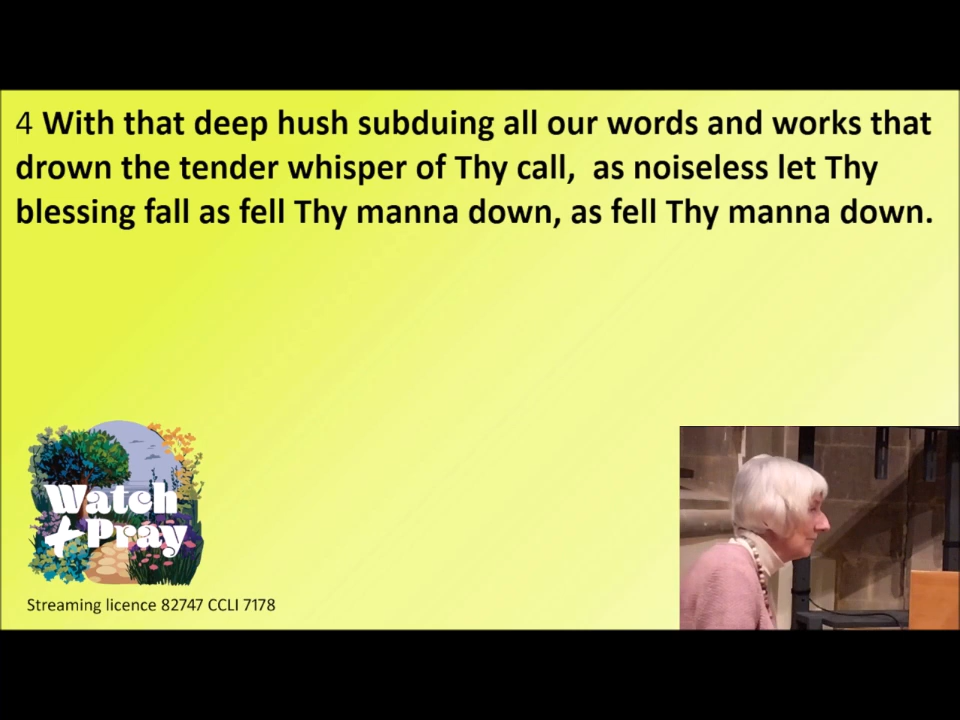 4 With that deep hush subduing all our words and works that
drown the tender whisper of Thy call,  as noiseless let Thy
blessing fall as fell Thy manna down, as fell Thy manna down.
Watch
+Pray
Streaming licence 82747 CCLI 7178